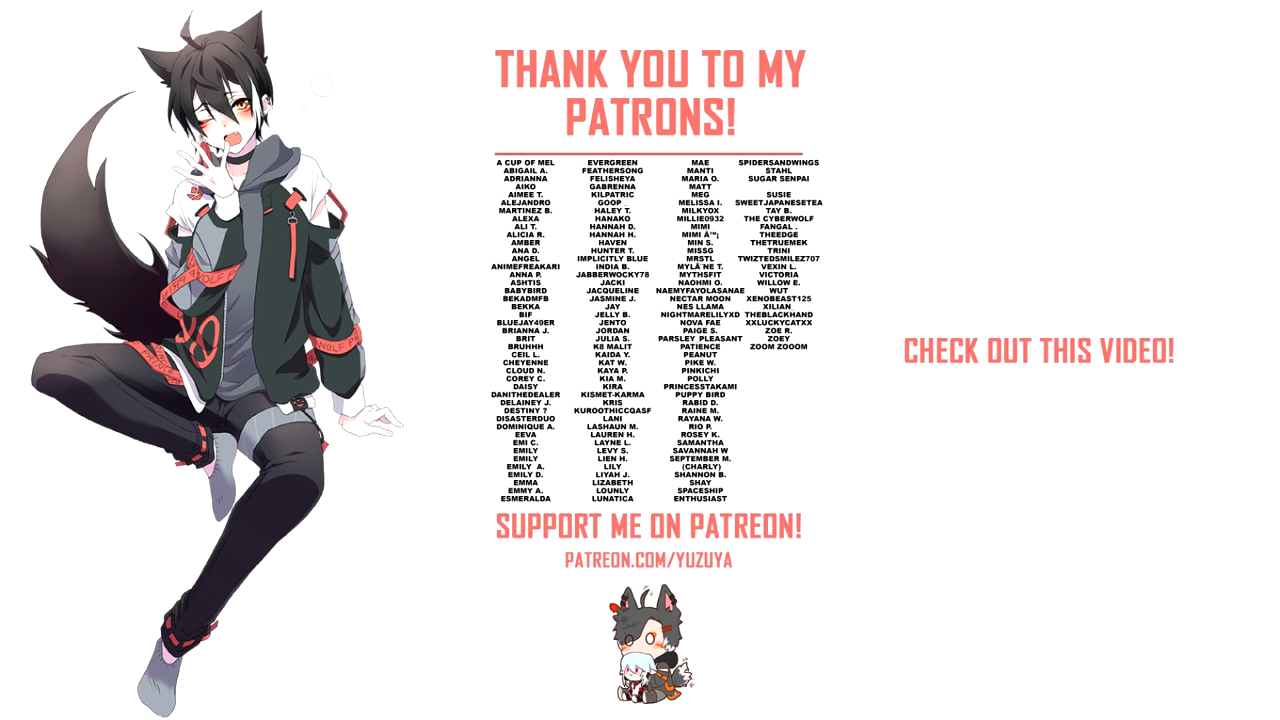 THANK YOU TO MY
PATRONS!
A CUP OF MEL
ABIGAIL A.
ADRIANNA
AIKO
AIMEE T.
ALEJANDRO
MARTINEZ B.
ALEXA
ALI T.
ALICIA R.
AMBER
ANA D.
ANGEL
ANIMEFREAKARI
ANNA P.
ASHTIS
BABYBIRD
BEKADMFB
BEKKA
BIF
BLUEJAY49ER
BRIANNA J.
BRIT
BRUHHH
CEIL L.
CHEYENNE
CLOUD N.
COREY C.
DAISY
DANITHEDEALER
DELAINEY J.
DESTINY ?
DISASTERDUO
DOMINIQUE A.
EEVA
EMI C.
EMILY
EMILY
EMILY A.
EMILY D.
EMMA
EMMY A.
ESMERALDA
EVERGREEN
FEATHERSONG
FELISHEYA
GABRENNA
KILPATRIC
GOOP
HALEY T.
HANAKO
HANNAH D.
HANNAH H.
HAVEN
HUNTER T.
IMPLICITLY BLUE
INDIA B.
JABBERWOCKY78
JACKI
JACQUELINE
JASMINE J.
JAY
JELLY B.
JENTO
JORDAN
JULIA S.
K8 MALIT
KAIDA Y.
KAT W.
KAYA P.
KIA M.
KIRA
KISMET-KARMA
KRIS
KUROOTHICCQASF
LANI
LASHAUN M.
LAUREN H.
LAYNE L.
LEVY S.
LIEN H.
LILY
LIYAH J.
LIZABETH
LOUNLY
LUNATICA
MAE
MANTI
MARIA O.
MATT
MEG
MELISSA I.
MILKYOX
MILLIE0932
MIMI
MIMI Â™¡
MIN S.
MISSG
MRSTL
MYLÃ¨NE T.
MYTHSFIT
NAOHMI O.
NAEMYFAYOLASANAE
NECTAR MOON
NES LLAMA
NIGHTMARELILYXD
NOVA FAE
PAIGE S.
PARSLEY_PLEASANT
PATIENCE
PEANUT
PIKE W.
PINKICHI
POLLY
PRINCESSTAKAMI
PUPPY BIRD
RABID D.
RAINE M.
RAYANA W.
RIO P.
ROSEY K.
SAMANTHA
SAVANNAH W
SEPTEMBER M.
(CHARLY)
SHANNON B.
SHAY
SPACESHIP
ENTHUSIAST
SPIDERSANDWINGS
STAHL
SUGAR SENPAI
SUSIE
SWEETJAPANESETEA
TAY B.
THE CYBERWOLF
FANGAL .
THEEDGE
THETRUEMEK
TRINI
TWIZTEDSMILEZ707
VEXIN L.
VICTORIA
WILLOW E.
WUT
XENOBEAST125
XILIAN
THEBLACKHAND
XXLUCKYCATXX
ZOE R.
ZOEY
ZOOM ZOOOM
SUPPORT ME ON PATREON!
PATREON.COM/YUZUYA
CHECK OUT THIS VIDEO!